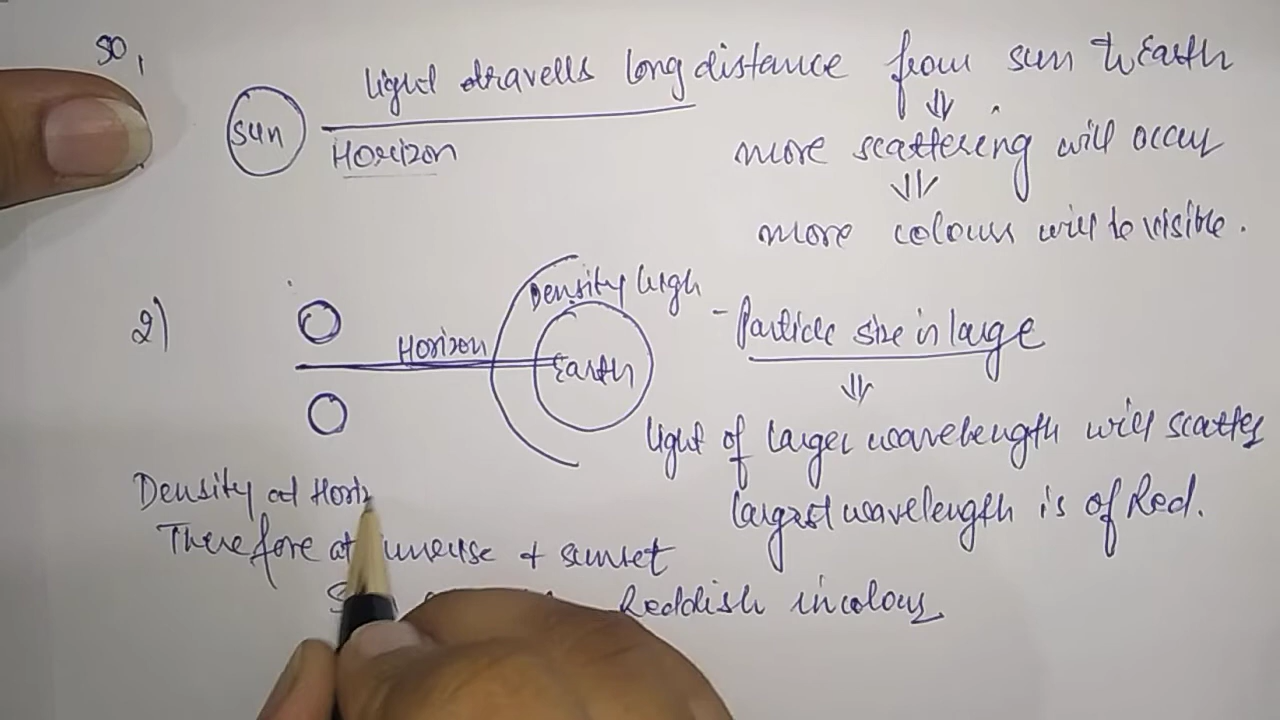 so,
light travells long distance from sun to Earth
sun
Horizon
more scattering will occur
more colours will be visible.
2)
Density high
Horizon
Earth
- Particle size is large
light of larger wavelength will scatter
largest wavelength is of Red.
Density at Horiz
Therefore at sunrise + sunset
Reddish in colour